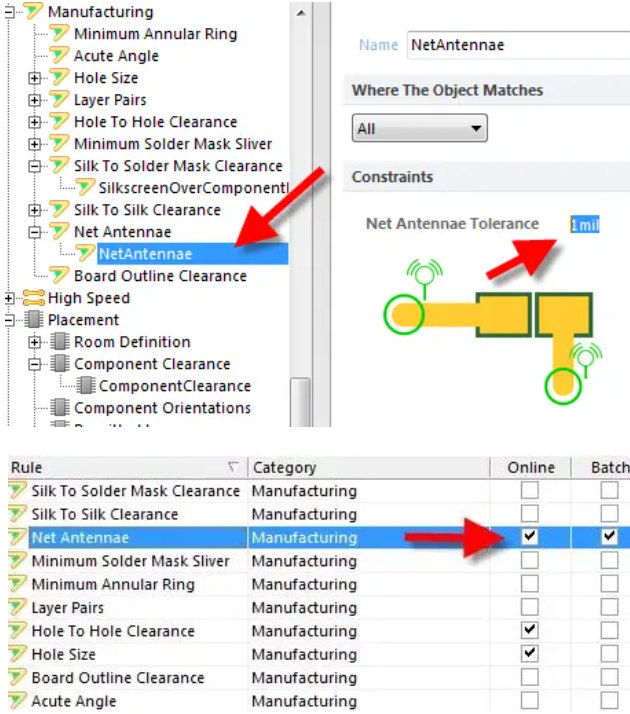 Manufacturing
Minimum Annular Ring
Acute Angle
Hole Size
Layer Pairs
Hole To Hole Clearance
Minimum Solder Mask Sliver
Silk To Solder Mask Clearance
SilkscreenOverComponent
Silk To Silk Clearance
Net Antennae
NetAntennae
Board Outline Clearance
High Speed
Placement
Room Definition
Component Clearance
ComponentClearance
Component Orientations
Name NetAntennae
Where The Object Matches
All
Constraints
Net Antennae Tolerance 1mil
Rule Category Online Batch
Silk To Solder Mask Clearance Manufacturing
Silk To Silk Clearance Manufacturing
Net Antennae Manufacturing
Minimum Solder Mask Sliver Manufacturing
Minimum Annular Ring Manufacturing
Layer Pairs Manufacturing
Hole To Hole Clearance Manufacturing
Hole Size Manufacturing
Board Outline Clearance Manufacturing
Acute Angle Manufacturing